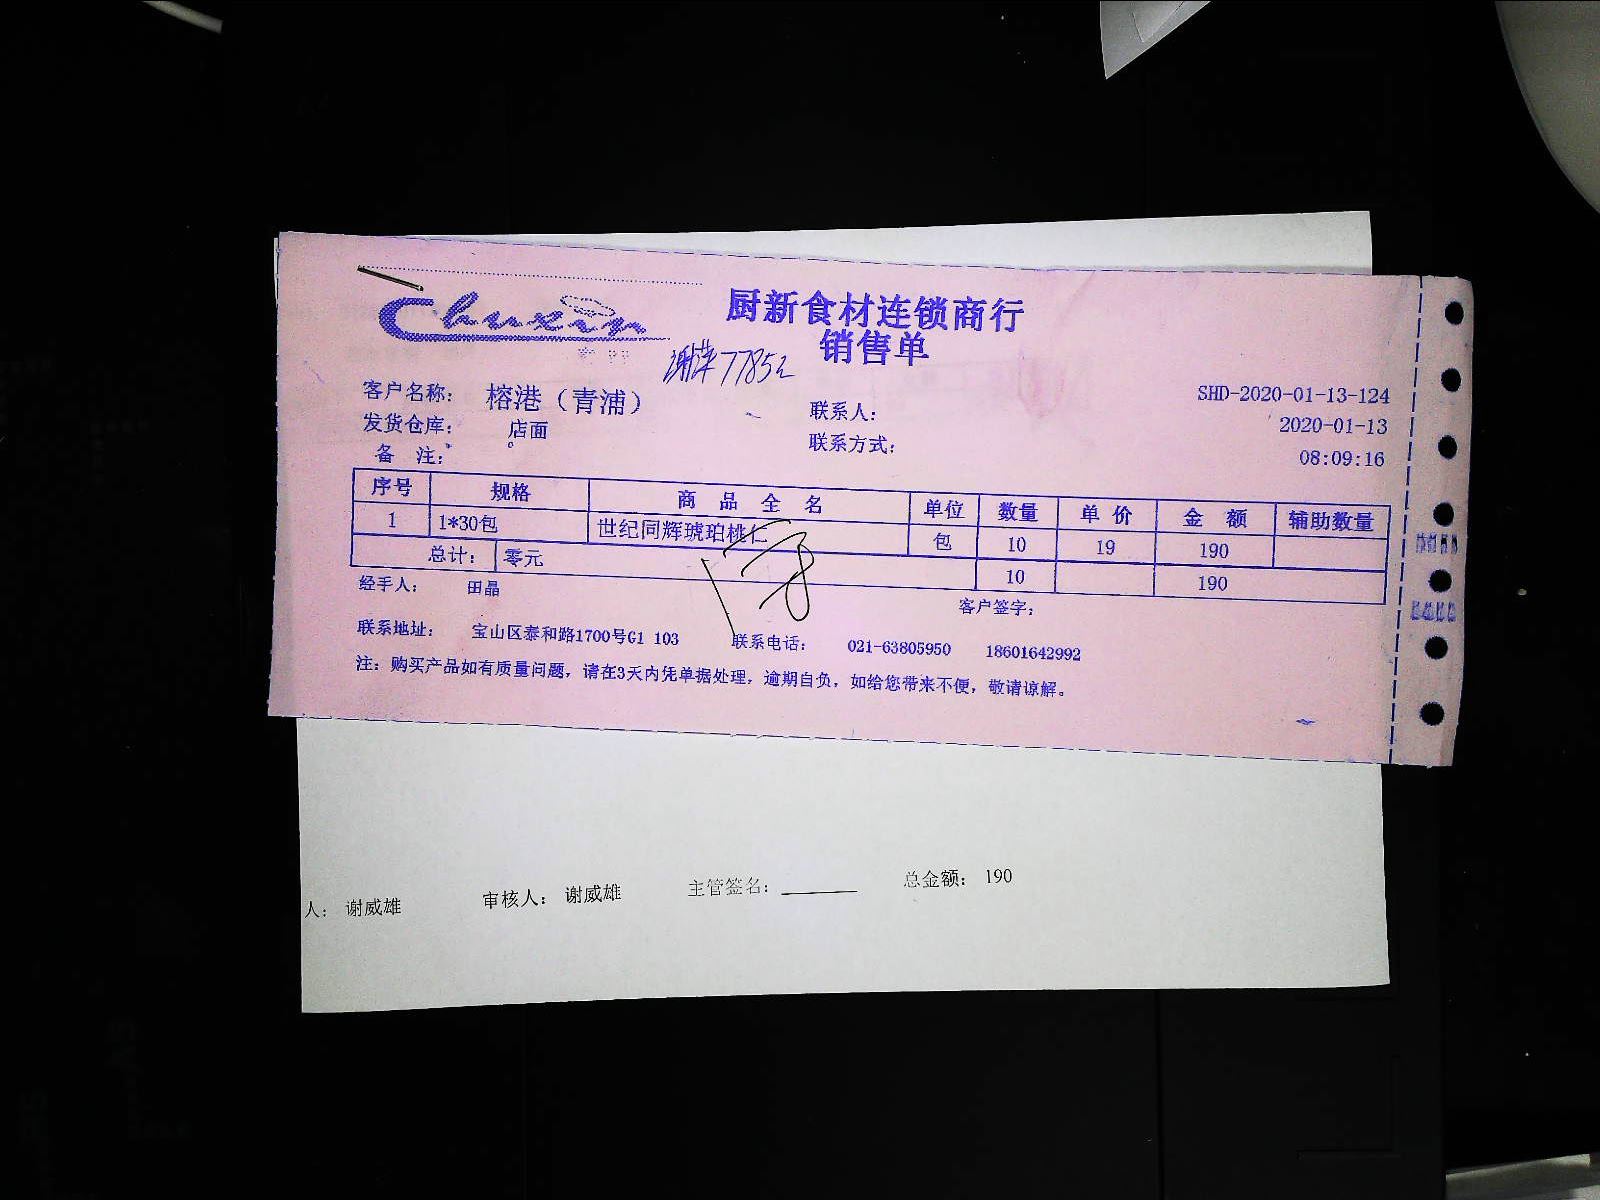 Chuxin
厨新食材连锁商行
销售单
77852
客户名称: 榕港（青浦）
联系人:
SHD-2020-01-13-124
发货仓库: 店面
联系方式:
2020-01-13
备 注:
08:09:16
序号 规格 商品全名 单位 数量 单价 金额 辅助数量
1 1*30包 世纪同辉琥珀桃仁 包 10 19 190
总计: 零元 10 190
经手人: 田晶
客户签字:
联系地址: 宝山区泰和路1700号G1 103 联系电话: 021-63805950 18601642992
注: 购买产品如有质量问题, 请在3天内凭单据处理, 逾期自负, 如给您带来不便, 敬请谅解。
人: 谢威雄 审核人: 谢威雄 主管签名: ______ 总金额: 190